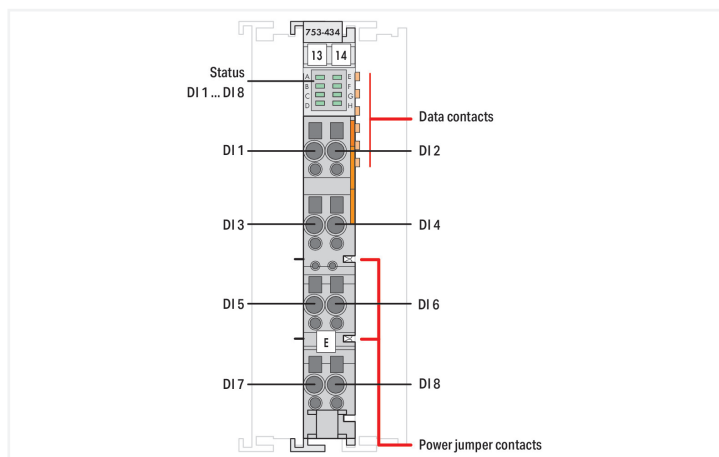 753-434
13 14
Status
DI 1 ... DI 8
A E
B F
C G
D H
Data contacts
DI 1
DI 2
DI 3
DI 4
DI 5
DI 6
E
DI 7
DI 8
Power jumper contacts